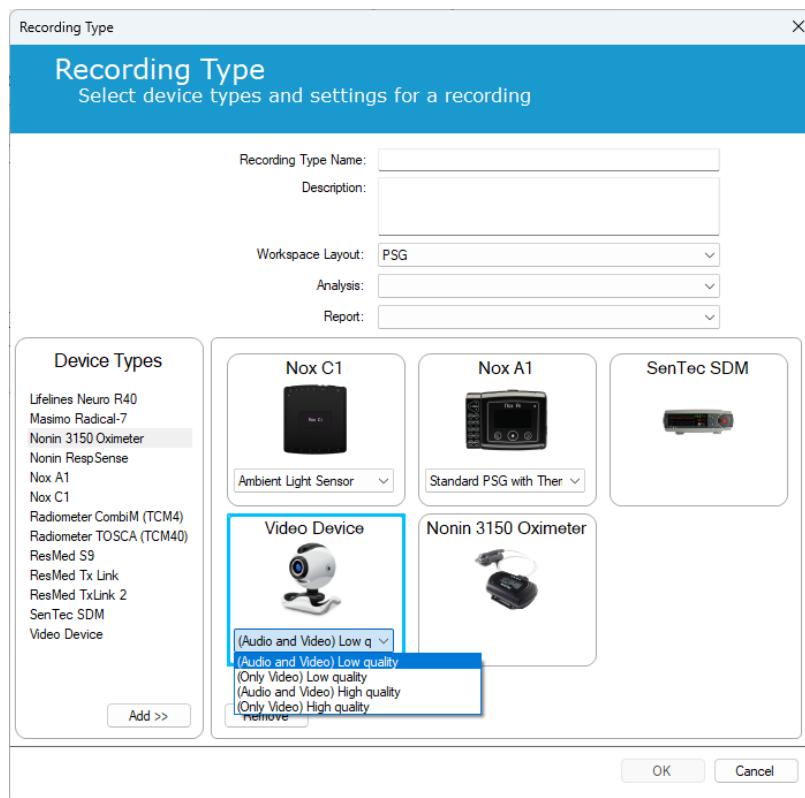 Recording Type
Recording Type
Select device types and settings for a recording
Recording Type Name:
Description:
Workspace Layout: PSG
Analysis:
Report:
Device Types
Lifelines Neuro R40
Masimo Radical-7
Nonin 3150 Oximeter
Nonin RespSense
Nox A1
Nox C1
Radiometer CombiM (TCM4)
Radiometer TOSCA (TCM40)
ResMed S9
ResMed Tx Link
ResMed TxLink 2
SenTec SDM
Video Device
Add >>
Nox C1
Nox C1
Ambient Light Sensor
Nox A1
Nox A1
Standard PSG with Ther
SenTec SDM
Video Device
(Audio and Video) Low q
(Audio and Video) Low quality
(Only Video) Low quality
(Audio and Video) High quality
(Only Video) High quality
Nonin 3150 Oximeter
Remove
OK
Cancel